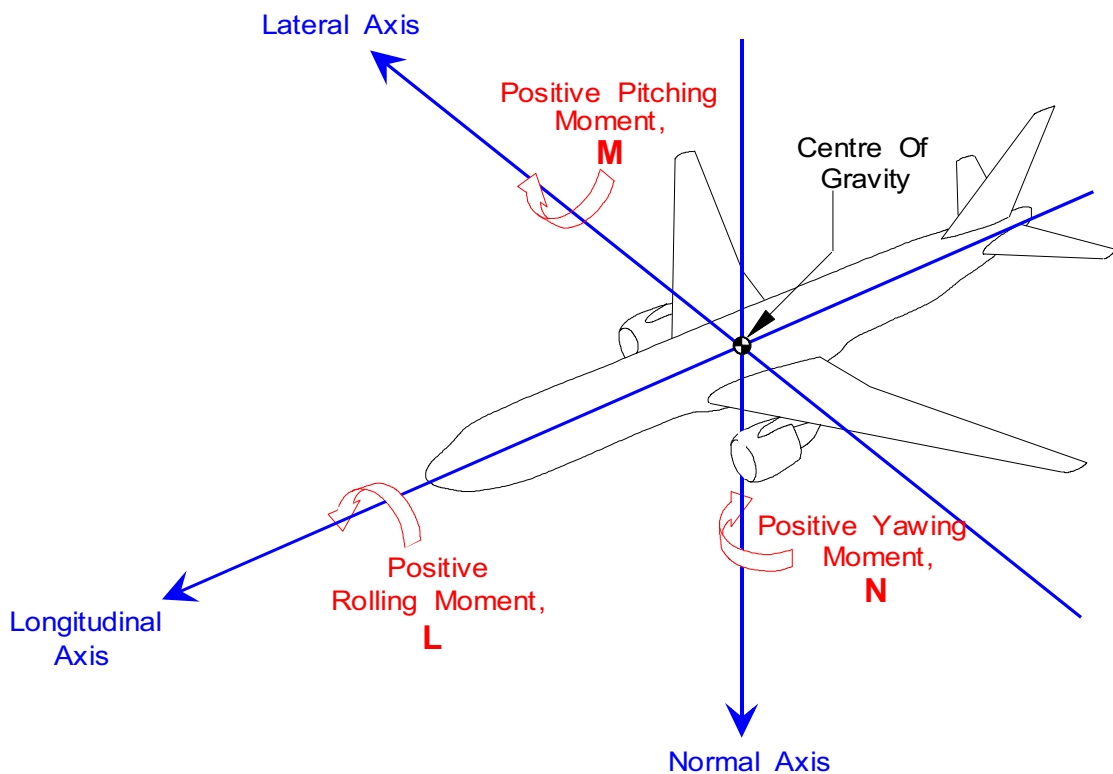 Lateral Axis
Positive Pitching
Moment,
M
Centre Of
Gravity
Positive Yawing
Moment,
N
Positive
Rolling Moment,
L
Longitudinal
Axis
Normal Axis